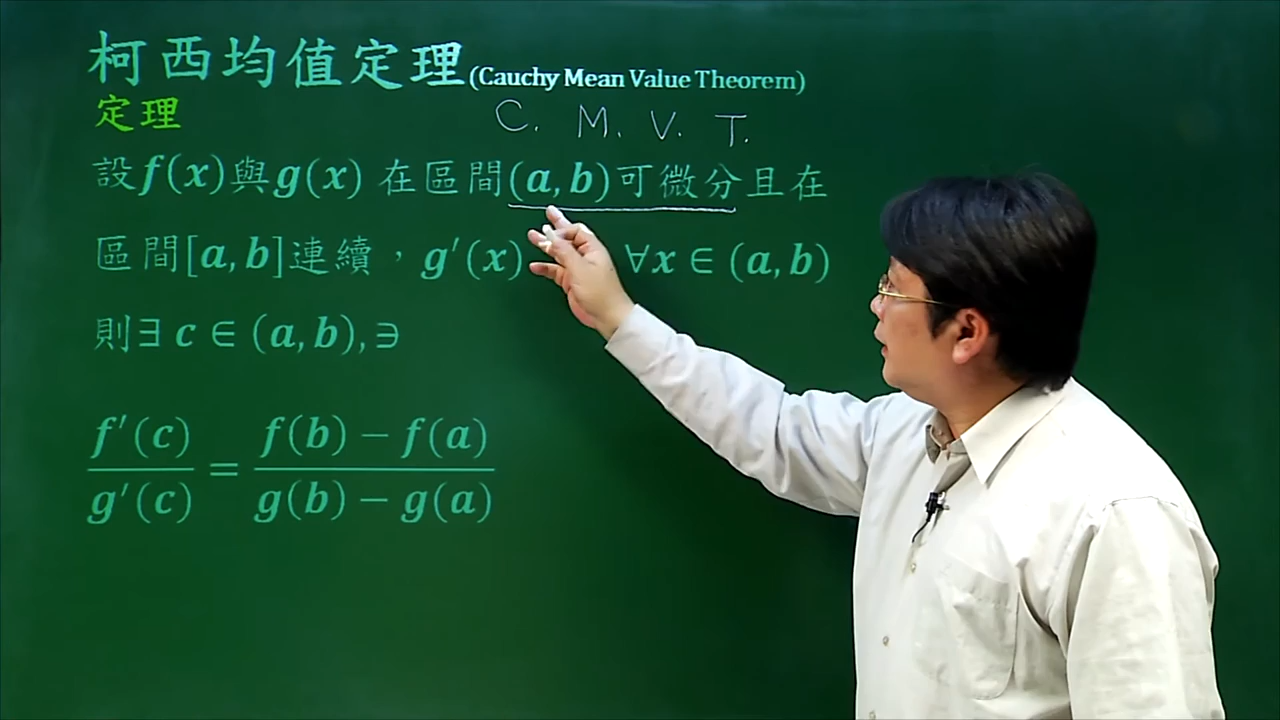 柯西均值定理(Cauchy Mean Value Theorem)
C. M. V. T.
定理
設f(x)與g(x) 在區間(a,b)可微分且在
區間[a,b]連續，g′(x) ∀x∈(a,b)
則∃ c∈(a,b),∋
f′(c)/g′(c) = f(b)−f(a)/g(b)−g(a)